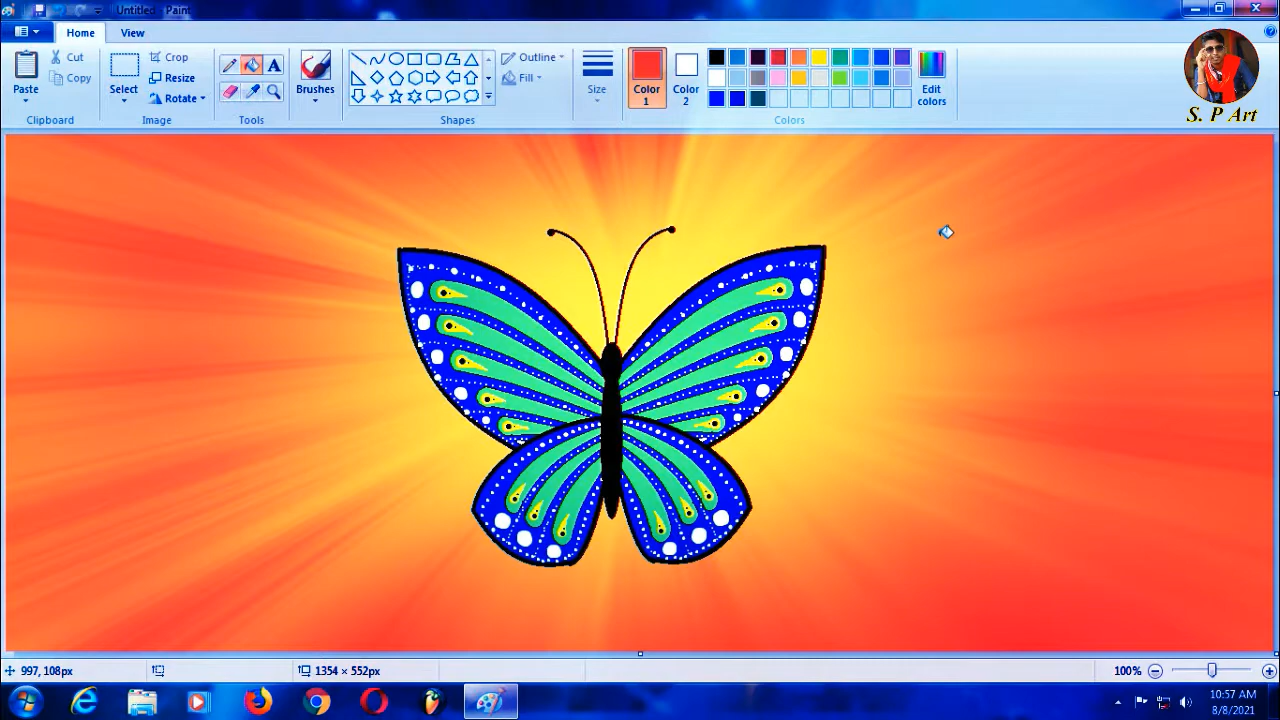 Untitled - Paint
Home
View
Paste
Cut
Copy
Clipboard
Select
Crop
Resize
Rotate
Image
A
Tools
Brushes
Outline
Fill
Shapes
Size
Color 1
Color 2
Edit colors
Colors
S. P Art
997, 108px
1354 × 552px
100%
10:57 AM
8/8/2021